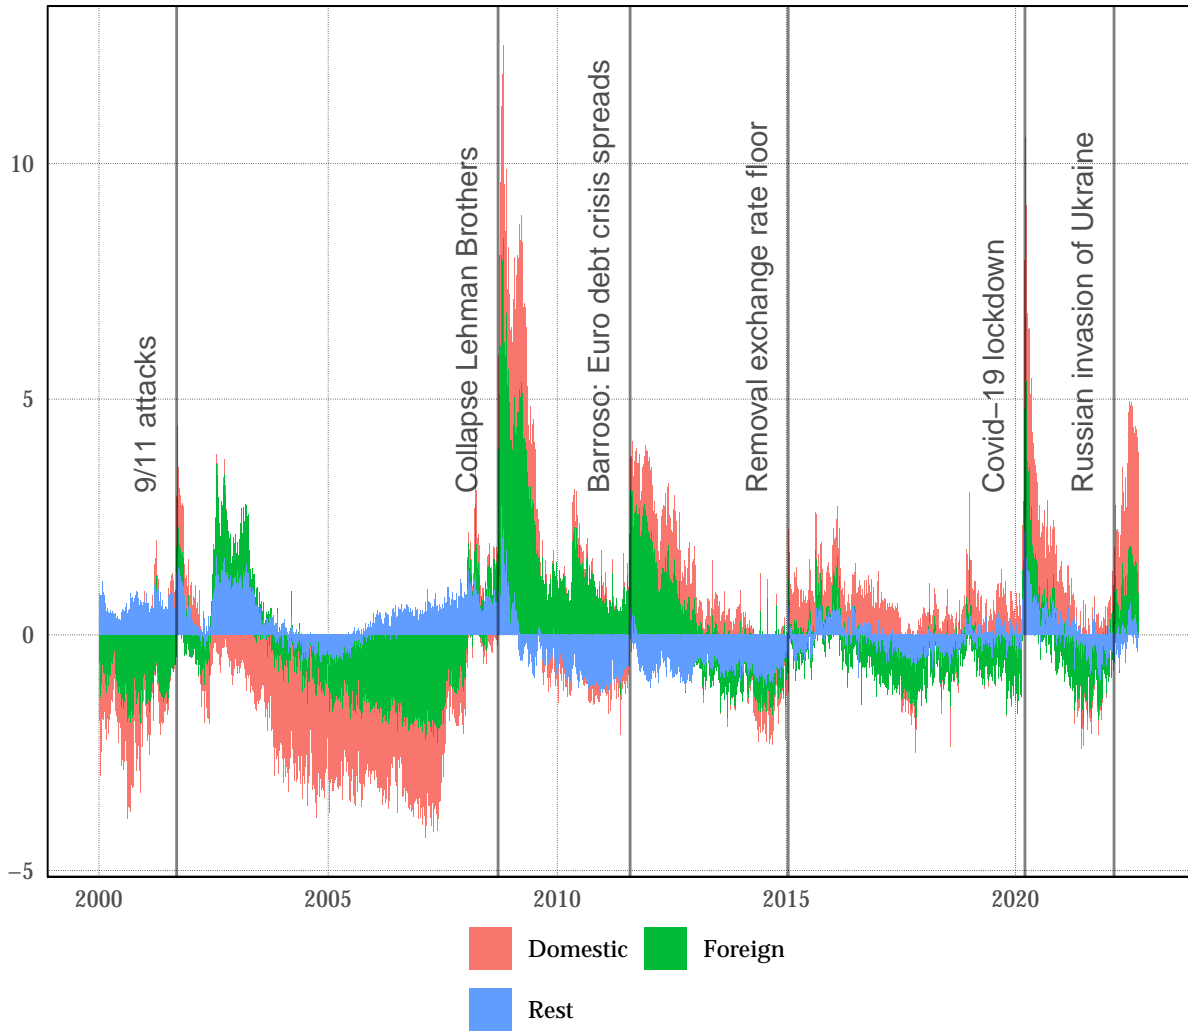 10
5
0
−5
9/11 attacks
Collapse Lehman Brothers
Barroso: Euro debt crisis spreads
Removal exchange rate floor
Covid−19 lockdown
Russian invasion of Ukraine
2000 2005 2010 2015 2020
Domestic Foreign
Rest